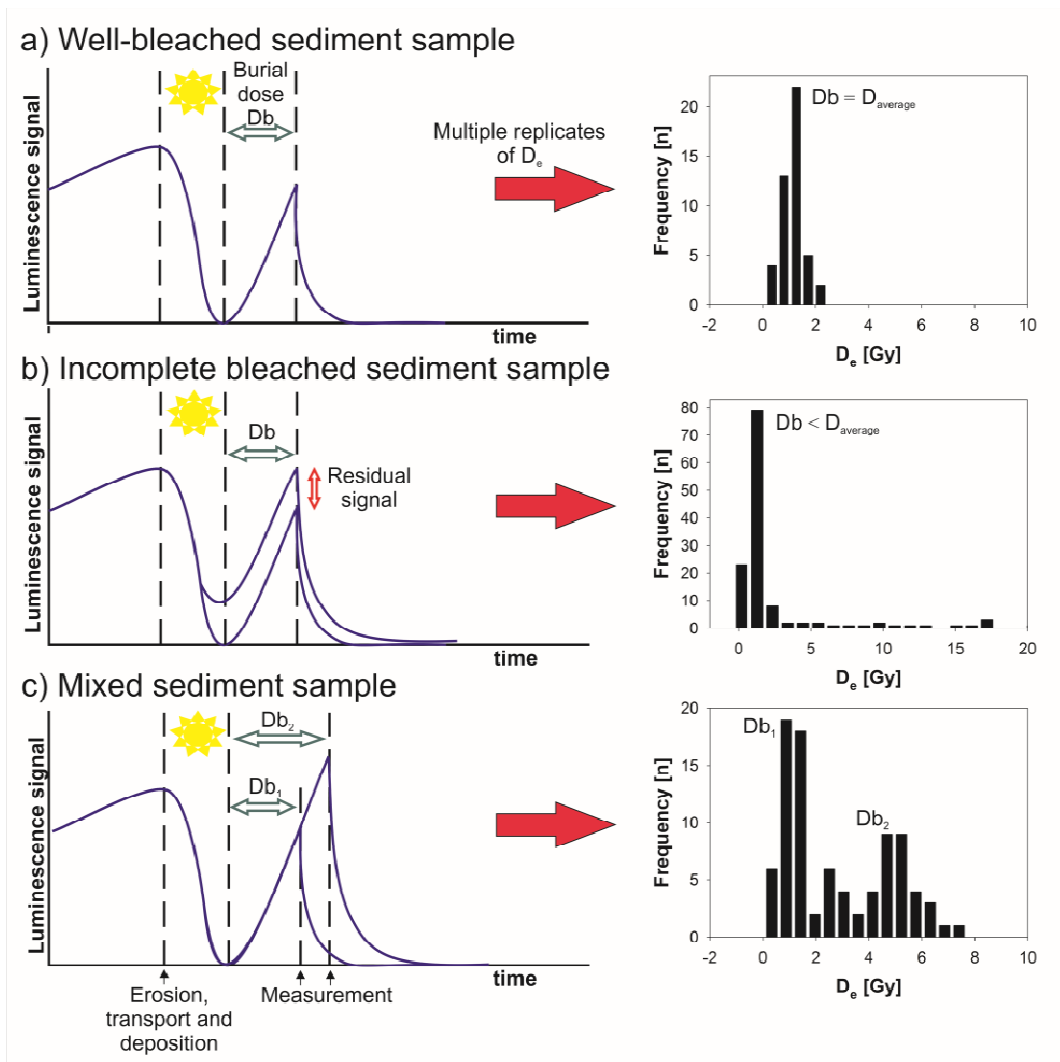 a) Well-bleached sediment sample
Luminescence signal
Burial
dose
Db
time
Multiple replicates
of De
Frequency [n]
20
15
10
5
0
Db = Daverage
-2 0 2 4 6 8 10
De [Gy]
b) Incomplete bleached sediment sample
Luminescence signal
Db
Residual
signal
time
Frequency [n]
80
70
60
50
40
30
20
10
0
Db < Daverage
0 5 10 15 20
De [Gy]
c) Mixed sediment sample
Luminescence signal
Db2
Db1
time
Erosion,
transport and
deposition
Measurement
Frequency [n]
20
15
10
5
0
Db1
Db2
-2 0 2 4 6 8 10
De [Gy]